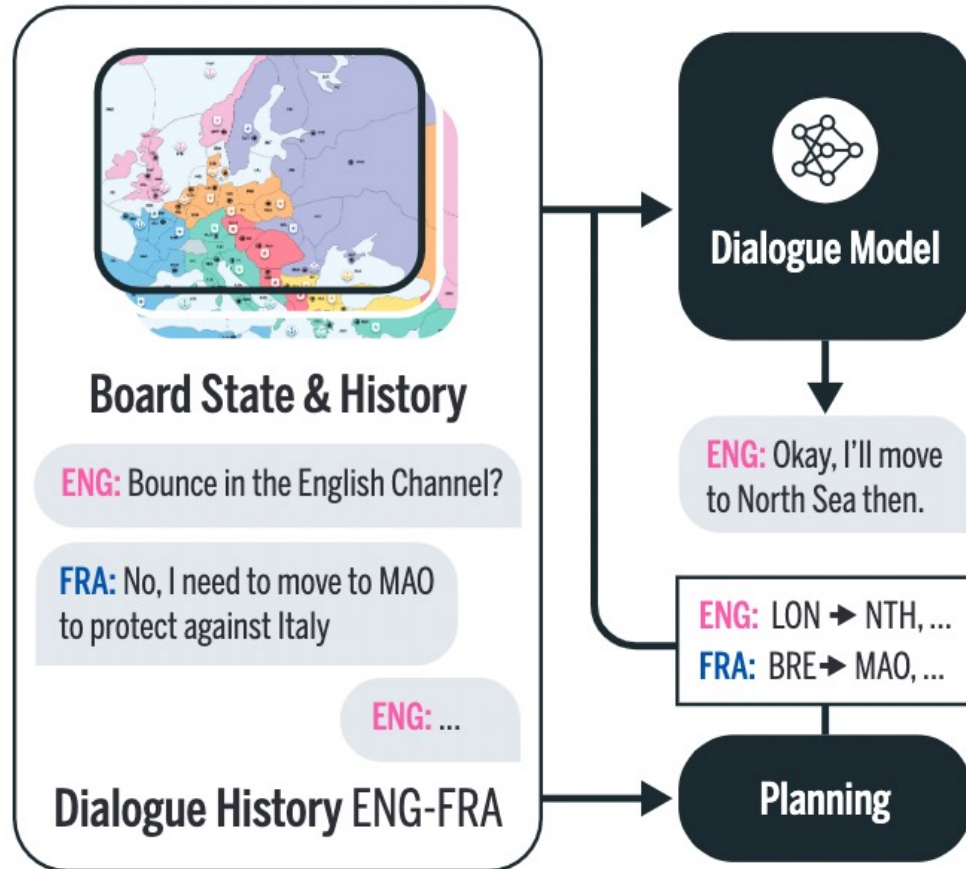 Board State & History
ENG: Bounce in the English Channel?
FRA: No, I need to move to MAO
to protect against Italy
ENG: ...
Dialogue History ENG-FRA
Dialogue Model
ENG: Okay, I'll move
to North Sea then.
ENG: LON → NTH, ...
FRA: BRE → MAO, ...
Planning